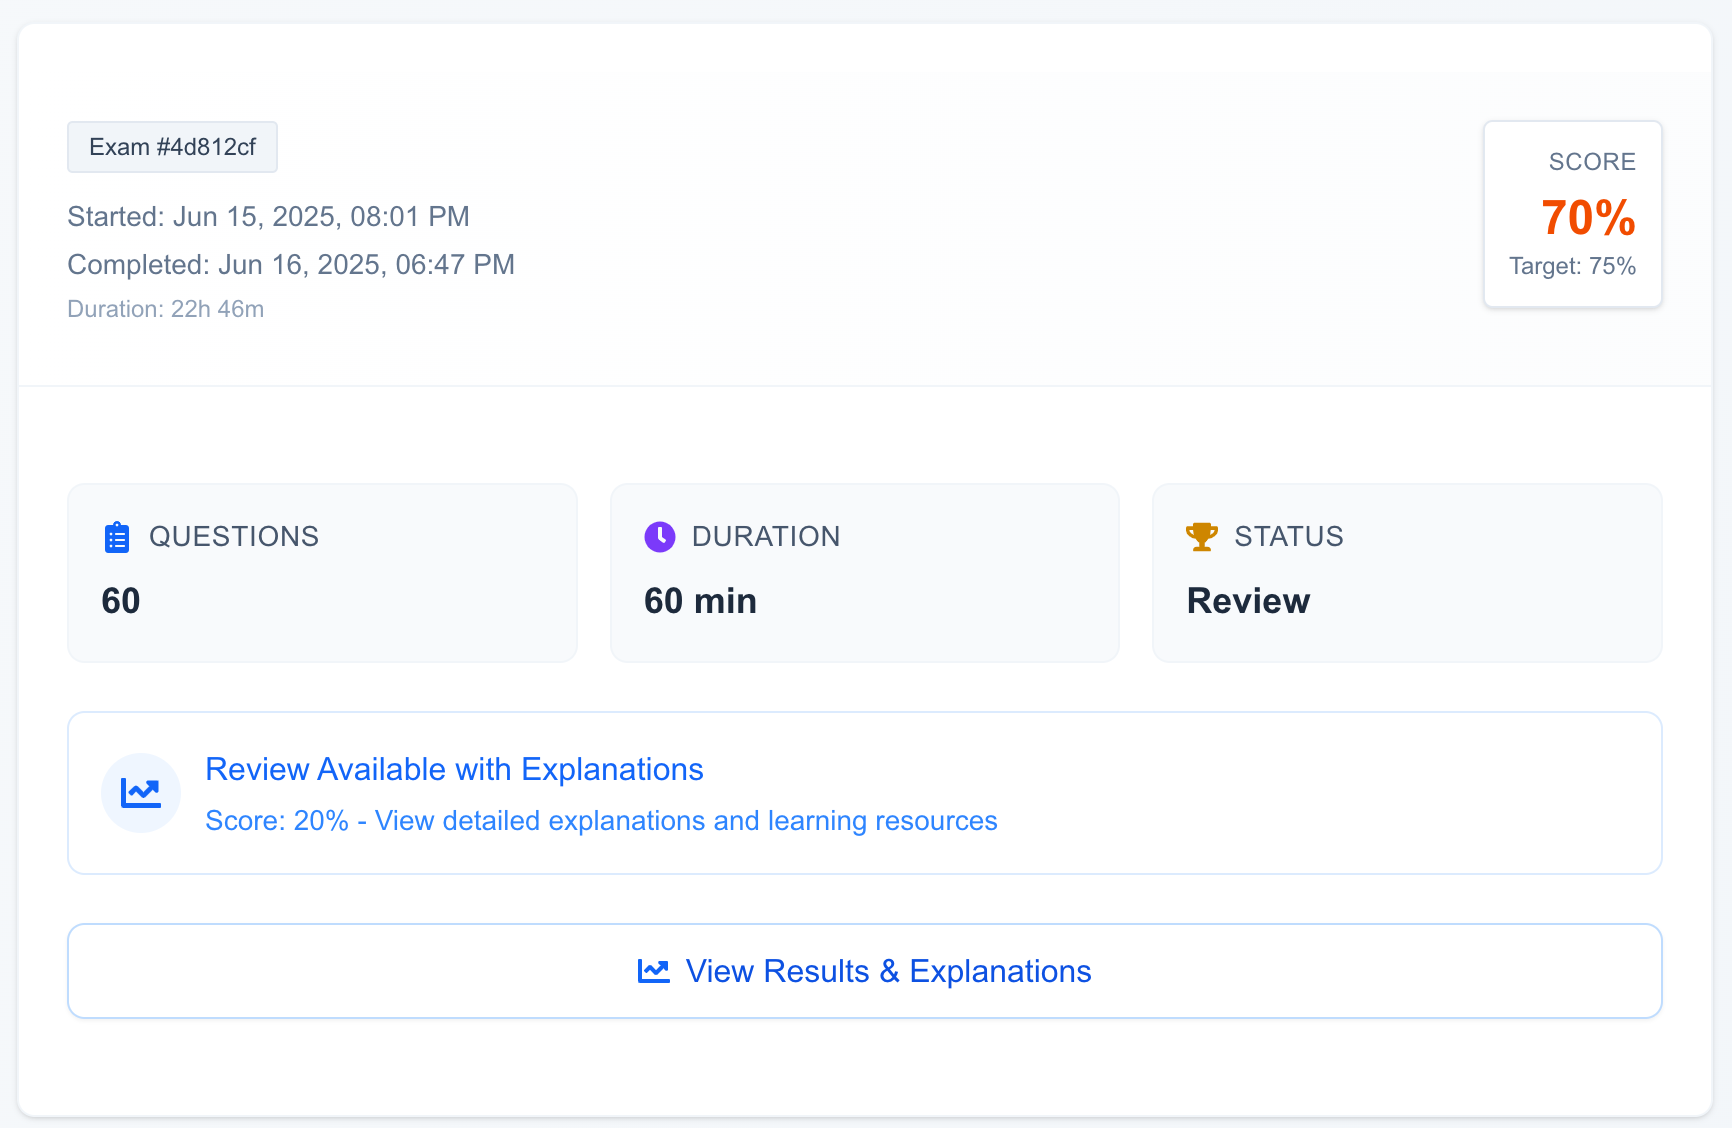 Exam #4d812cf
Started: Jun 15, 2025, 08:01 PM
Completed: Jun 16, 2025, 06:47 PM
Duration: 22h 46m
SCORE
70%
Target: 75%
QUESTIONS
60
DURATION
60 min
STATUS
Review
Review Available with Explanations
Score: 20% - View detailed explanations and learning resources
View Results & Explanations